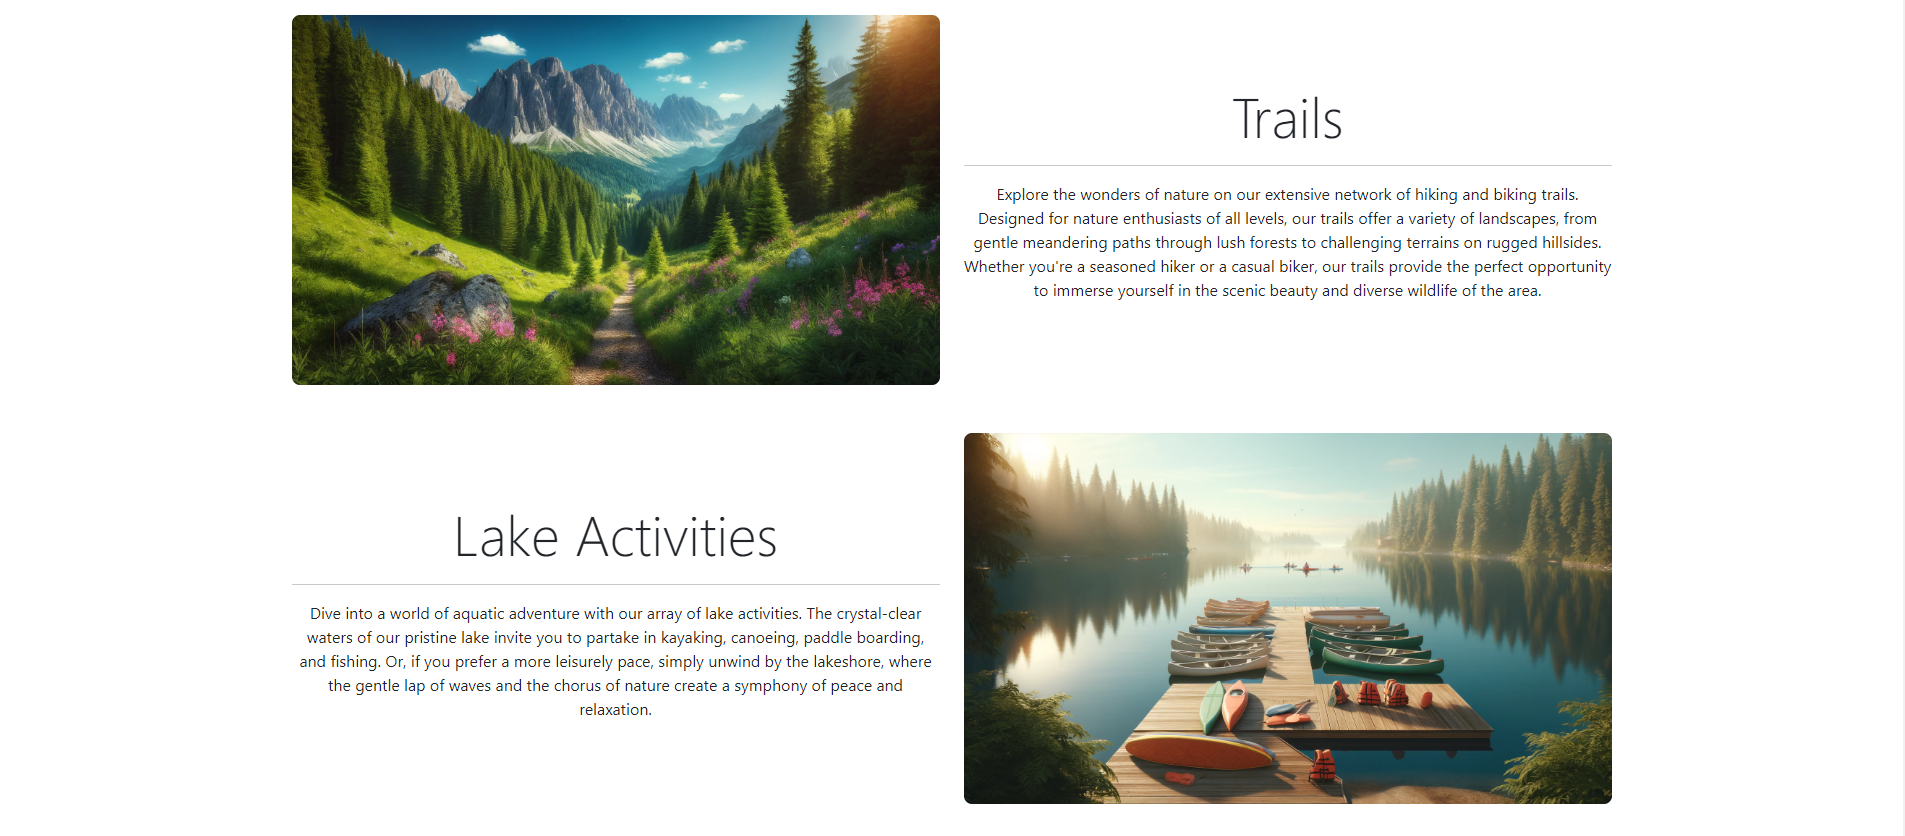 Trails
Explore the wonders of nature on our extensive network of hiking and biking trails.
Designed for nature enthusiasts of all levels, our trails offer a variety of landscapes, from
gentle meandering paths through lush forests to challenging terrains on rugged hillsides.
Whether you're a seasoned hiker or a casual biker, our trails provide the perfect opportunity
to immerse yourself in the scenic beauty and diverse wildlife of the area.
Lake Activities
Dive into a world of aquatic adventure with our array of lake activities. The crystal-clear
waters of our pristine lake invite you to partake in kayaking, canoeing, paddle boarding,
and fishing. Or, if you prefer a more leisurely pace, simply unwind by the lakeshore, where
the gentle lap of waves and the chorus of nature create a symphony of peace and
relaxation.